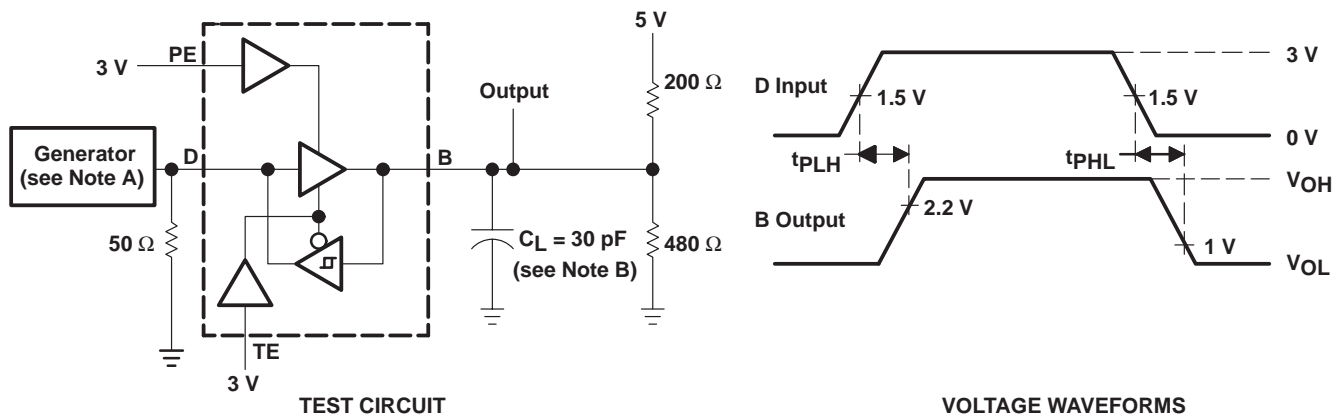 5 V
PE
3 V
200 Ω
Output
Generator
(see Note A)
D
B
50 Ω
CL = 30 pF
(see Note B)
480 Ω
TE
3 V
TEST CIRCUIT
3 V
D Input
1.5 V
1.5 V
0 V
tPLH
tPHL
VOH
B Output
2.2 V
1 V
VOL
VOLTAGE WAVEFORMS